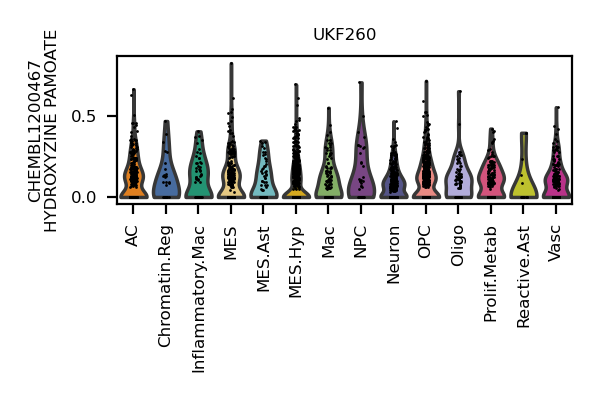 UKF260
CHEMBL1200467
HYDROXYZINE PAMOATE
0.5
0.0
AC
Chromatin.Reg
Inflammatory.Mac
MES
MES.Ast
MES.Hyp
Mac
NPC
Neuron
OPC
Oligo
Prolif.Metab
Reactive.Ast
Vasc